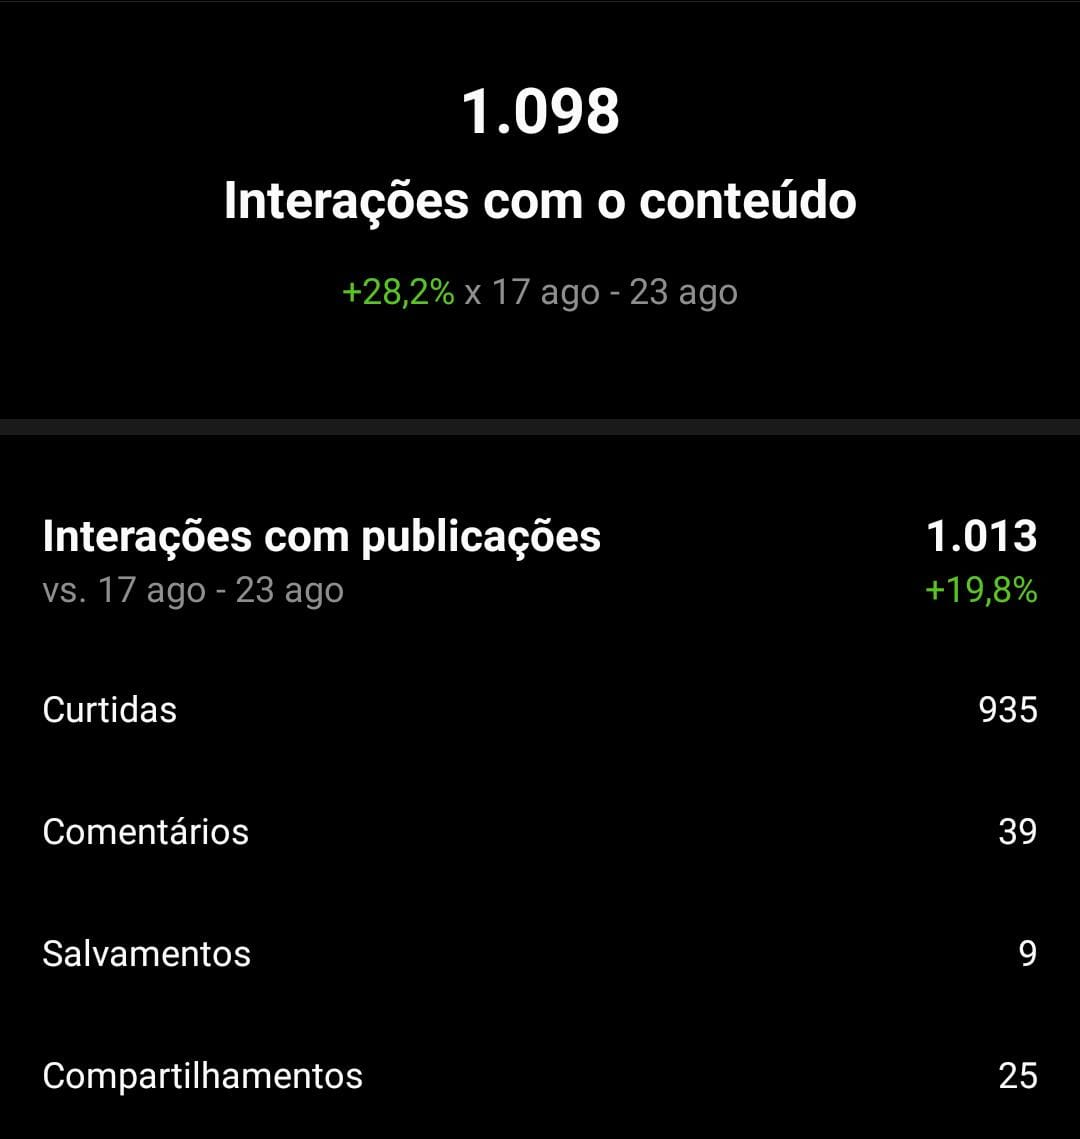 1.098
Interações com o conteúdo
+28,2% x 17 ago - 23 ago
Interações com publicações 1.013
vs. 17 ago - 23 ago +19,8%
Curtidas 935
Comentários 39
Salvamentos 9
Compartilhamentos 25